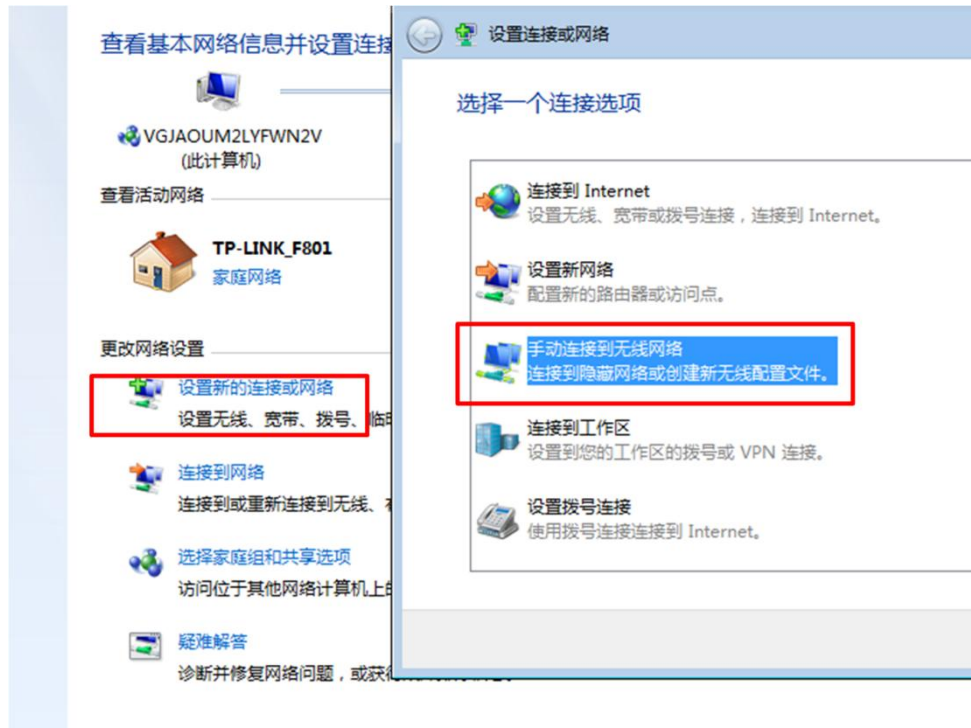 查看基本网络信息并设置连接
VGJAOUM2LYFWN2V
(此计算机)
查看活动网络
TP-LINK_F801
家庭网络
更改网络设置
设置新的连接或网络
设置无线、宽带、拨号、临
连接到网络
连接到或重新连接到无线、
选择家庭组和共享选项
访问位于其他网络计算机上
疑难解答
诊断并修复网络问题，或获得
设置连接或网络
选择一个连接选项
连接到 Internet
设置无线、宽带或拨号连接，连接到 Internet。
设置新网络
配置新的路由器或访问点。
手动连接到无线网络
连接到隐藏网络或创建新无线配置文件。
连接到工作区
设置到您的工作区的拨号或 VPN 连接。
设置拨号连接
使用拨号连接连接到 Internet。